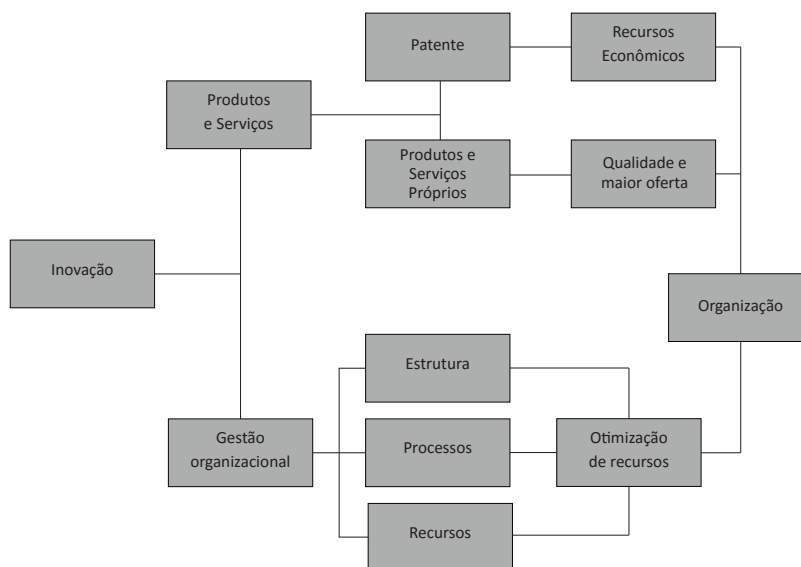 Patente
Recursos
Econômicos
Produtos
e Serviços
Produtos e
Serviços
Próprios
Qualidade e
maior oferta
Inovação
Organização
Estrutura
Gestão
organizacional
Processos
Otimização
de recursos
Recursos